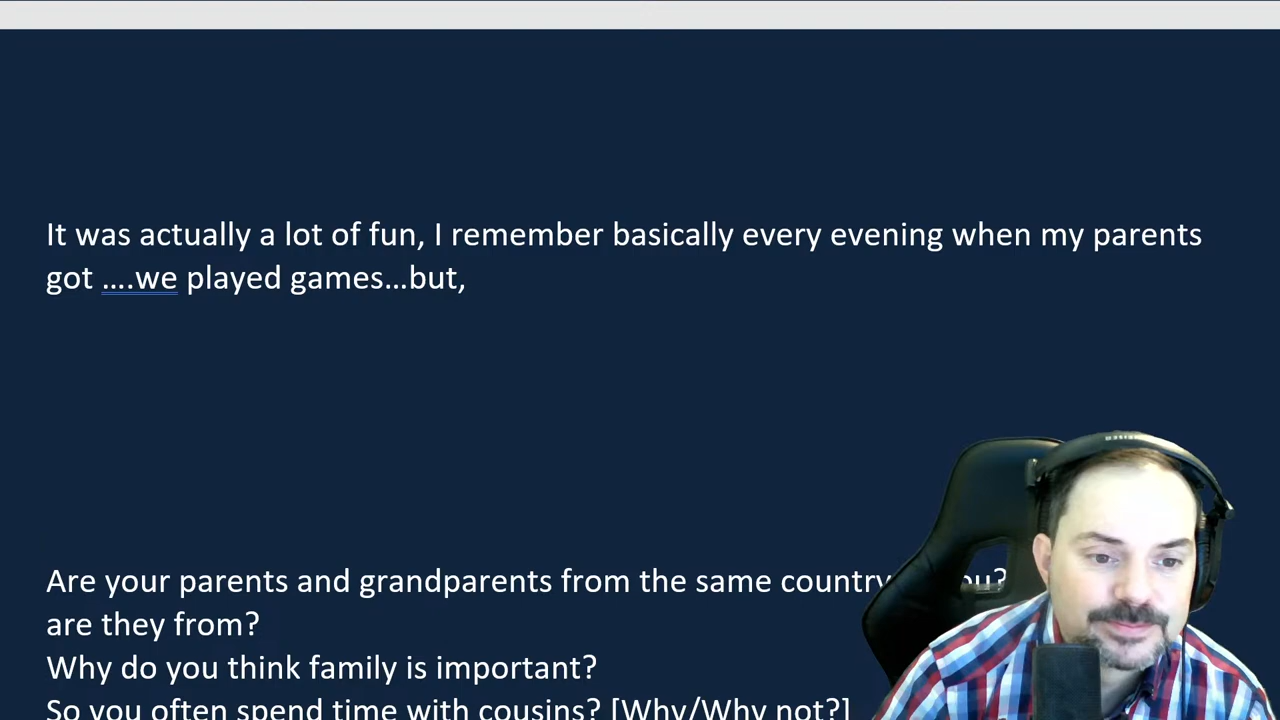 It was actually a lot of fun, I remember basically every evening when my parents
got ....we played games...but,
Are your parents and grandparents from the same country
are they from?
Why do you think family is important?
So you often spend time with cousins? [Why/Why not?]